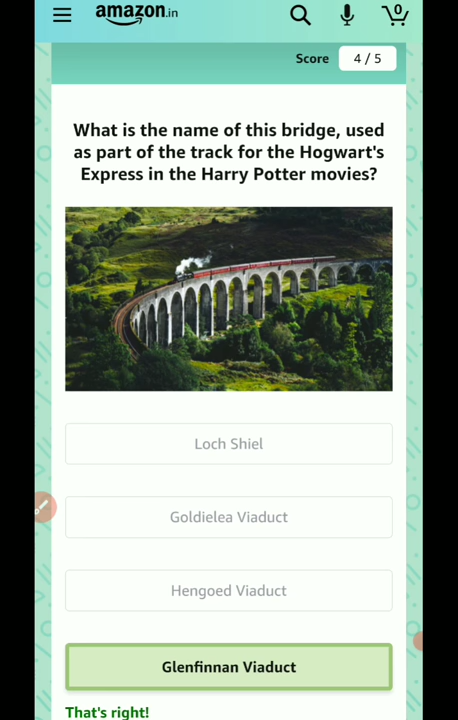 amazon.in
0
Score 4 / 5
What is the name of this bridge, used
as part of the track for the Hogwart's
Express in the Harry Potter movies?
Loch Shiel
Goldielea Viaduct
Hengoed Viaduct
Glenfinnan Viaduct
That's right!